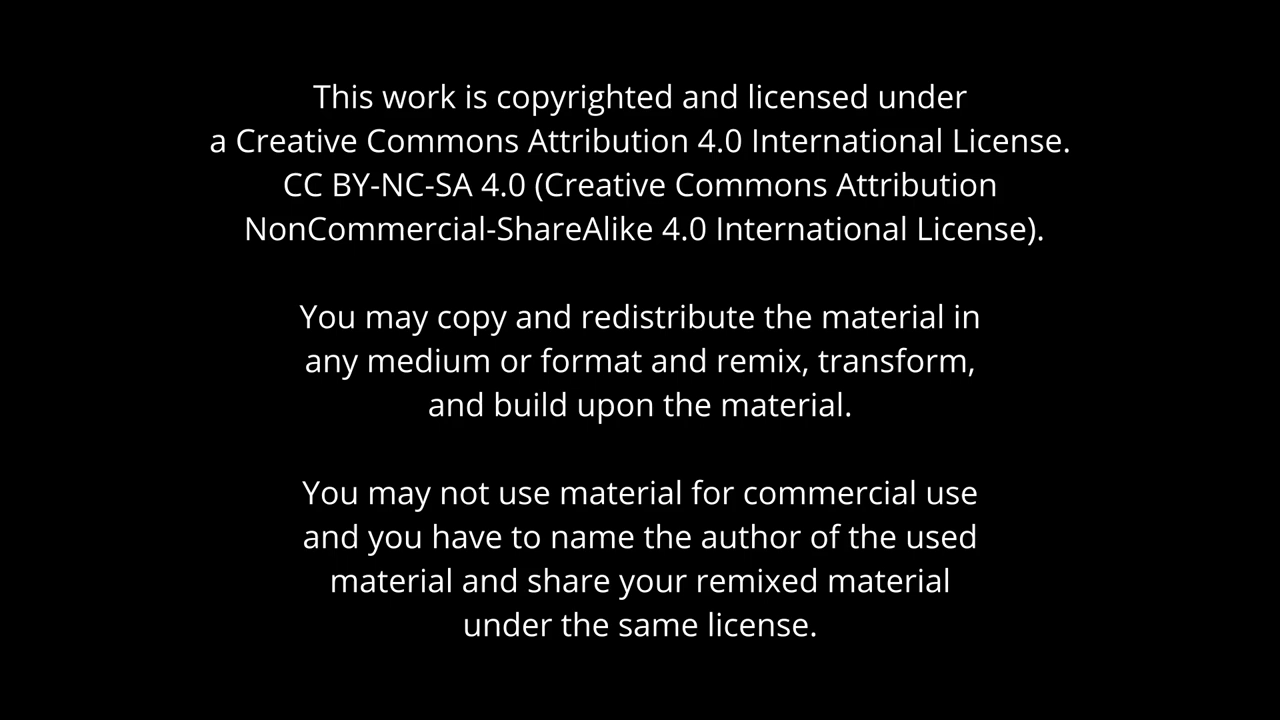 This work is copyrighted and licensed under
a Creative Commons Attribution 4.0 International License.
CC BY-NC-SA 4.0 (Creative Commons Attribution
NonCommercial-ShareAlike 4.0 International License).
You may copy and redistribute the material in
any medium or format and remix, transform,
and build upon the material.
You may not use material for commercial use
and you have to name the author of the used
material and share your remixed material
under the same license.